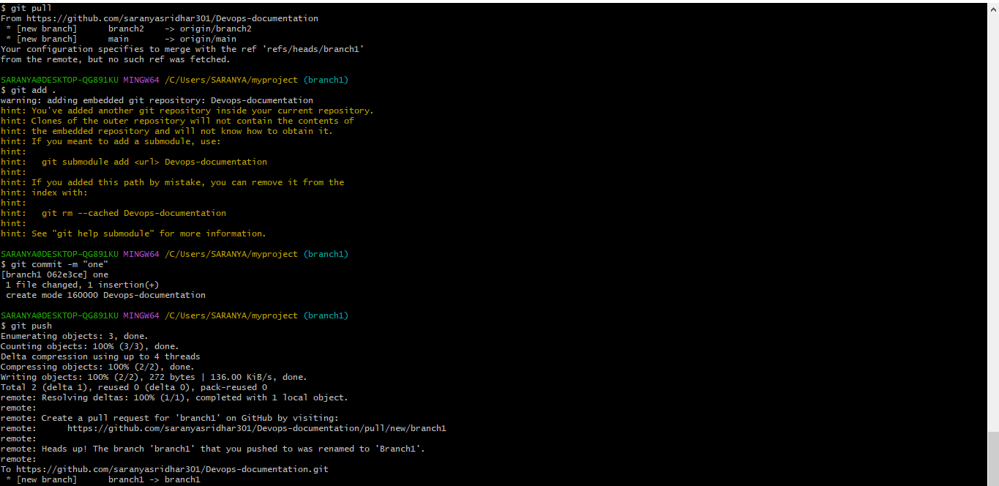 $ git pull
From https://github.com/saranyasridhar301/Devops-documentation
 * [new branch]      branch2    -> origin/branch2
 * [new branch]      main       -> origin/main
Your configuration specifies to merge with the ref 'refs/heads/branch1'
from the remote, but no such ref was fetched.

SARANYA@DESKTOP-QG891KU MINGW64 /C/Users/SARANYA/myproject (branch1)
$ git add .
warning: adding embedded git repository: Devops-documentation
hint: You've added another git repository inside your current repository.
hint: Clones of the outer repository will not contain the contents of
hint: the embedded repository and will not know how to obtain it.
hint: If you meant to add a submodule, use:
hint:
hint:   git submodule add <url> Devops-documentation
hint:
hint: If you added this path by mistake, you can remove it from the
hint: index with:
hint:
hint:   git rm --cached Devops-documentation
hint:
hint: See "git help submodule" for more information.

SARANYA@DESKTOP-QG891KU MINGW64 /C/Users/SARANYA/myproject (branch1)
$ git commit -m "one"
[branch1 062e3ce] one
 1 file changed, 1 insertion(+)
 create mode 160000 Devops-documentation

SARANYA@DESKTOP-QG891KU MINGW64 /C/Users/SARANYA/myproject (branch1)
$ git push
Enumerating objects: 3, done.
Counting objects: 100% (3/3), done.
Delta compression using up to 4 threads
Compressing objects: 100% (2/2), done.
Writing objects: 100% (2/2), 272 bytes | 136.00 KiB/s, done.
Total 2 (delta 1), reused 0 (delta 0), pack-reused 0
remote: Resolving deltas: 100% (1/1), completed with 1 local object.
remote:
remote: Create a pull request for 'branch1' on GitHub by visiting:
remote:      https://github.com/saranyasridhar301/Devops-documentation/pull/new/branch1
remote:
remote: Heads up! The branch 'branch1' that you pushed to was renamed to 'Branch1'.
remote:
To https://github.com/saranyasridhar301/Devops-documentation.git
 * [new branch]      branch1 -> branch1